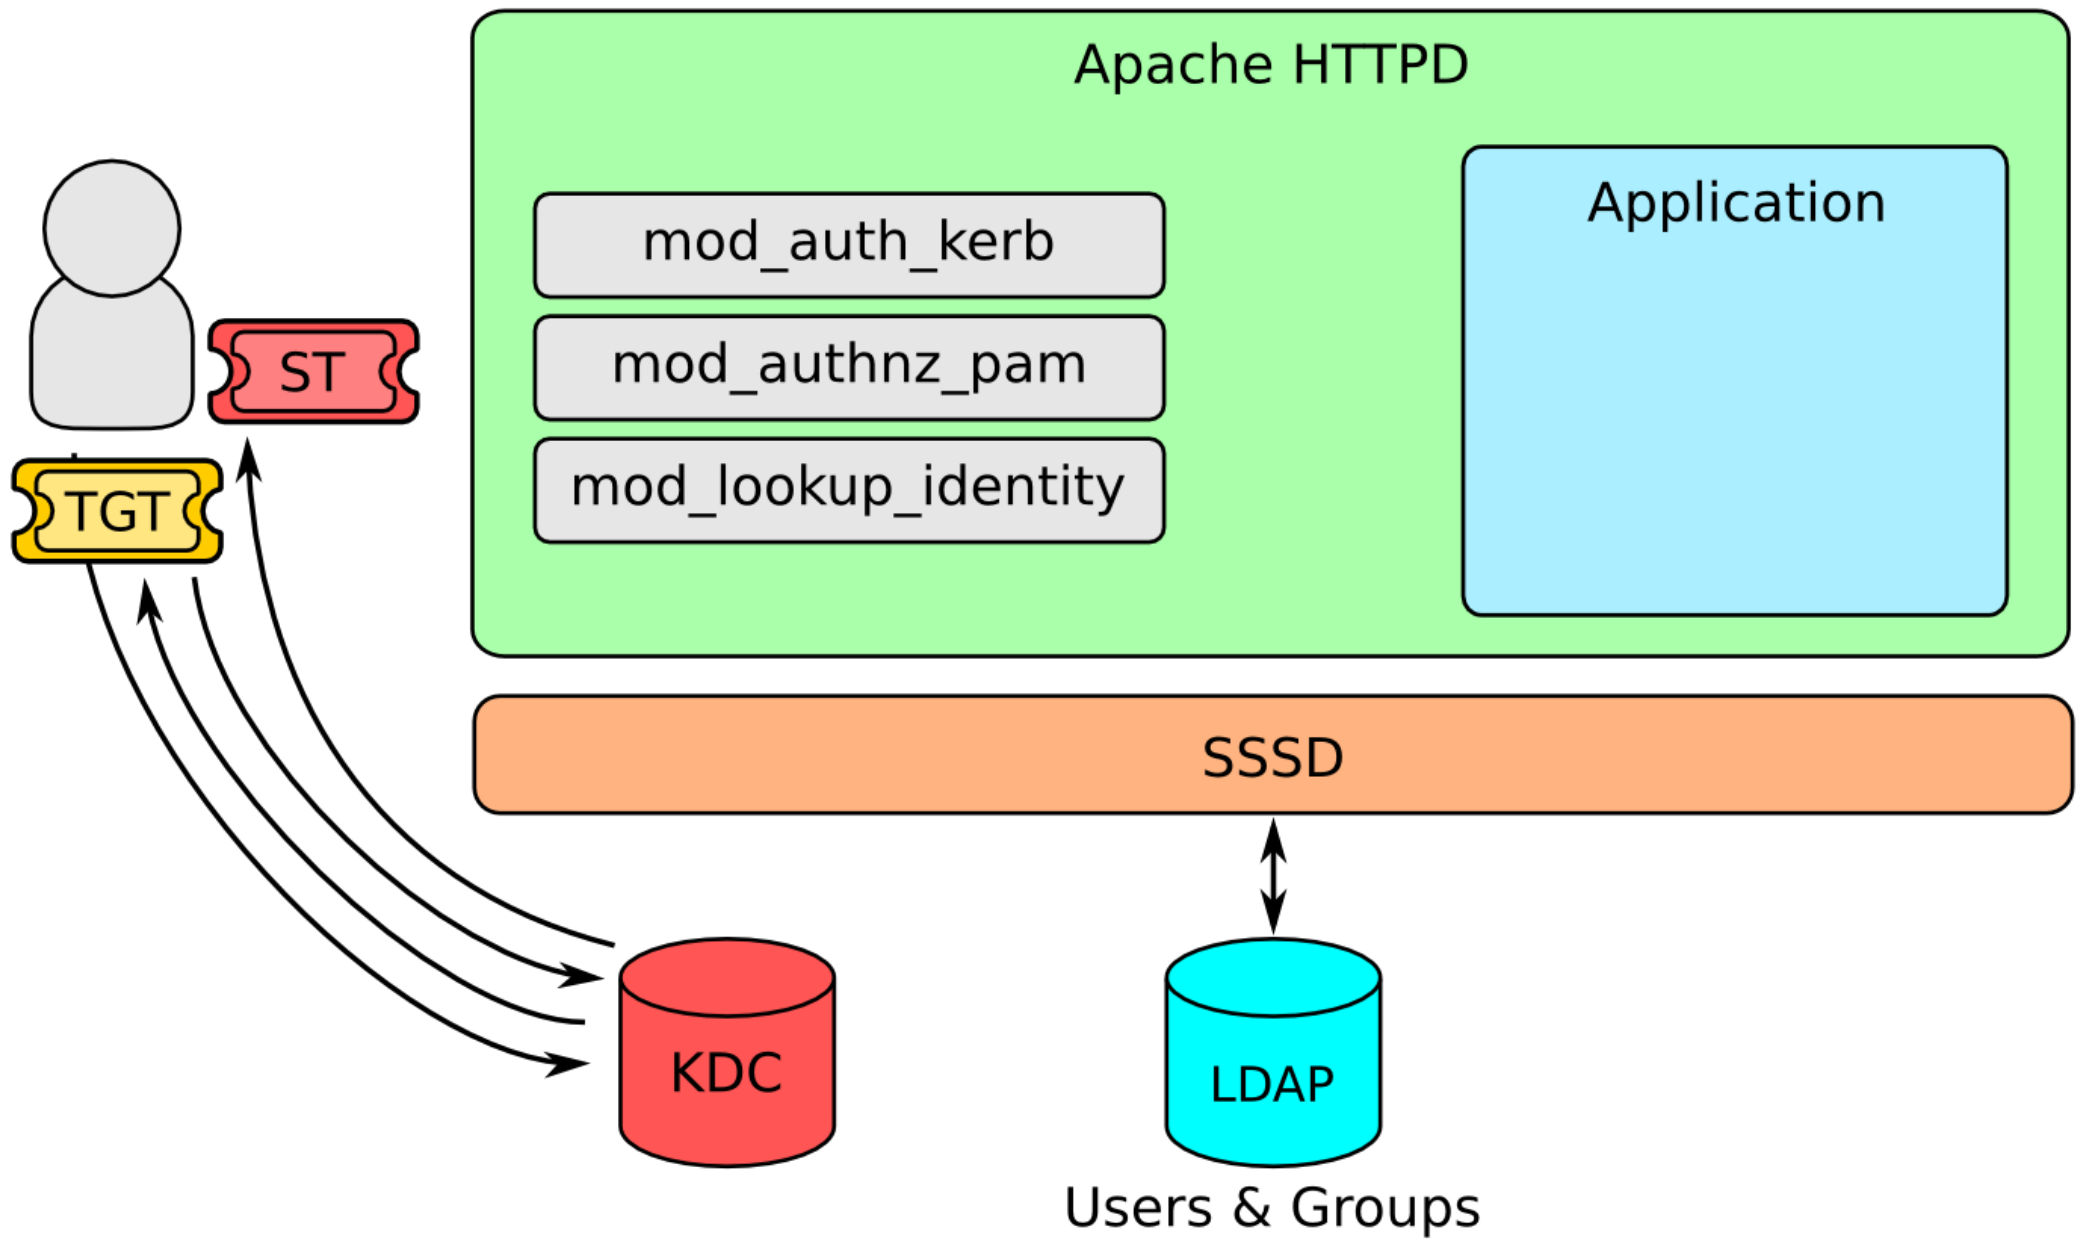 Apache HTTPD
Application
mod_auth_kerb
mod_authnz_pam
mod_lookup_identity
ST
TGT
SSSD
KDC
LDAP
Users & Groups